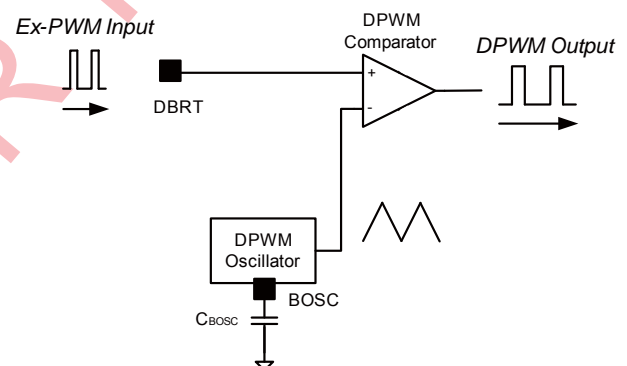 Ex-PWM Input
DPWM
Comparator
DPWM Output
+
DBRT
-
DPWM
Oscillator
BOSC
CBOSC